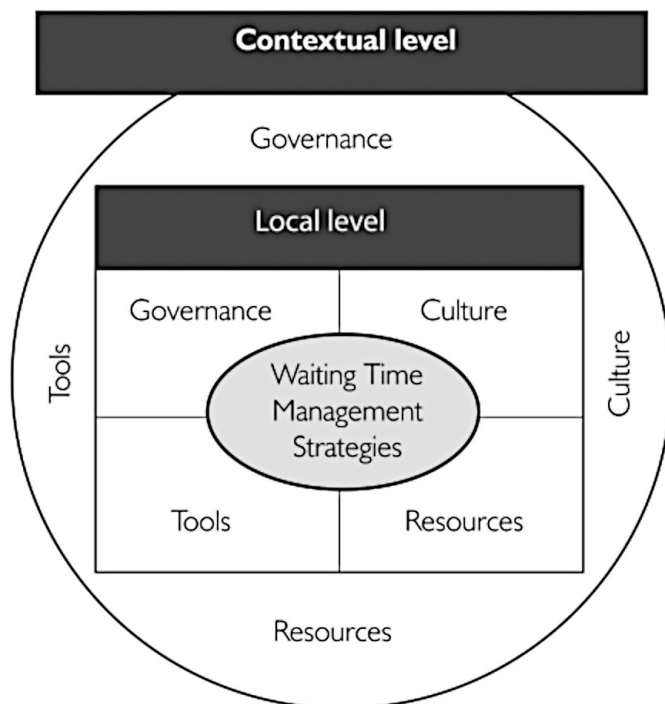 Contextual level
Governance
Local level
Governance
Culture
Tools
Waiting Time
Management
Strategies
Culture
Tools
Resources
Resources